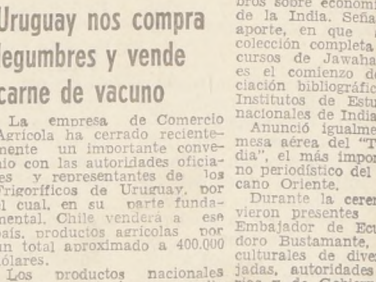 Uruguay nos compra
legumbres y vende
carne de vacuno
La empresa de Comercio
Agrícola ha cerrado reciente-
mente un importante conve-
nio con las autoridades oficia-
es y representantes de los
Frigoríficos de Uruguay, por
el cual, en su parte funda-
mental, Chile venderá a ese
país, productos agrícolas por
un total aproximado a 400.000
dólares.
Los productos nacionales
bros sobre economí
de la India. Seña
aporte, en que
colección completa
cursos de Jawaha
es el comienzo de
ciación bibliográfic
Institutos de Estu
nacionales de India
Anunció igualme
mesa aérea del "T
dia", el más impor
no periodístico del
cano Oriente.
Durante la cerem
vieron presentes
Embajador de Ecu
doro Bustamante,
culturales de dive
jadas, autoridades